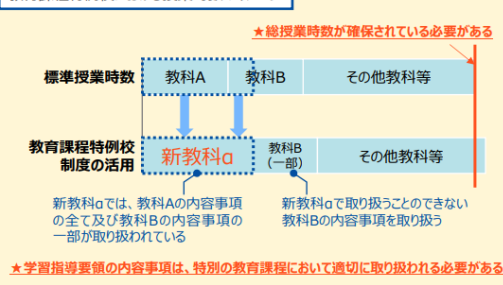 ★総授業時数が確保されている必要がある
標準授業時数
教科A
教科B
その他教科等
教育課程特例校
制度の活用
新教科α
教科B
(一部)
その他教科等
新教科αでは、教科Aの内容事項
の全て及び教科Bの内容事項の
一部が取り扱われている
新教科αで取り扱うことのできない
教科Bの内容事項を取り扱う
★学習指導要領の内容事項は、特別の教育課程において適切に取り扱われる必要がある